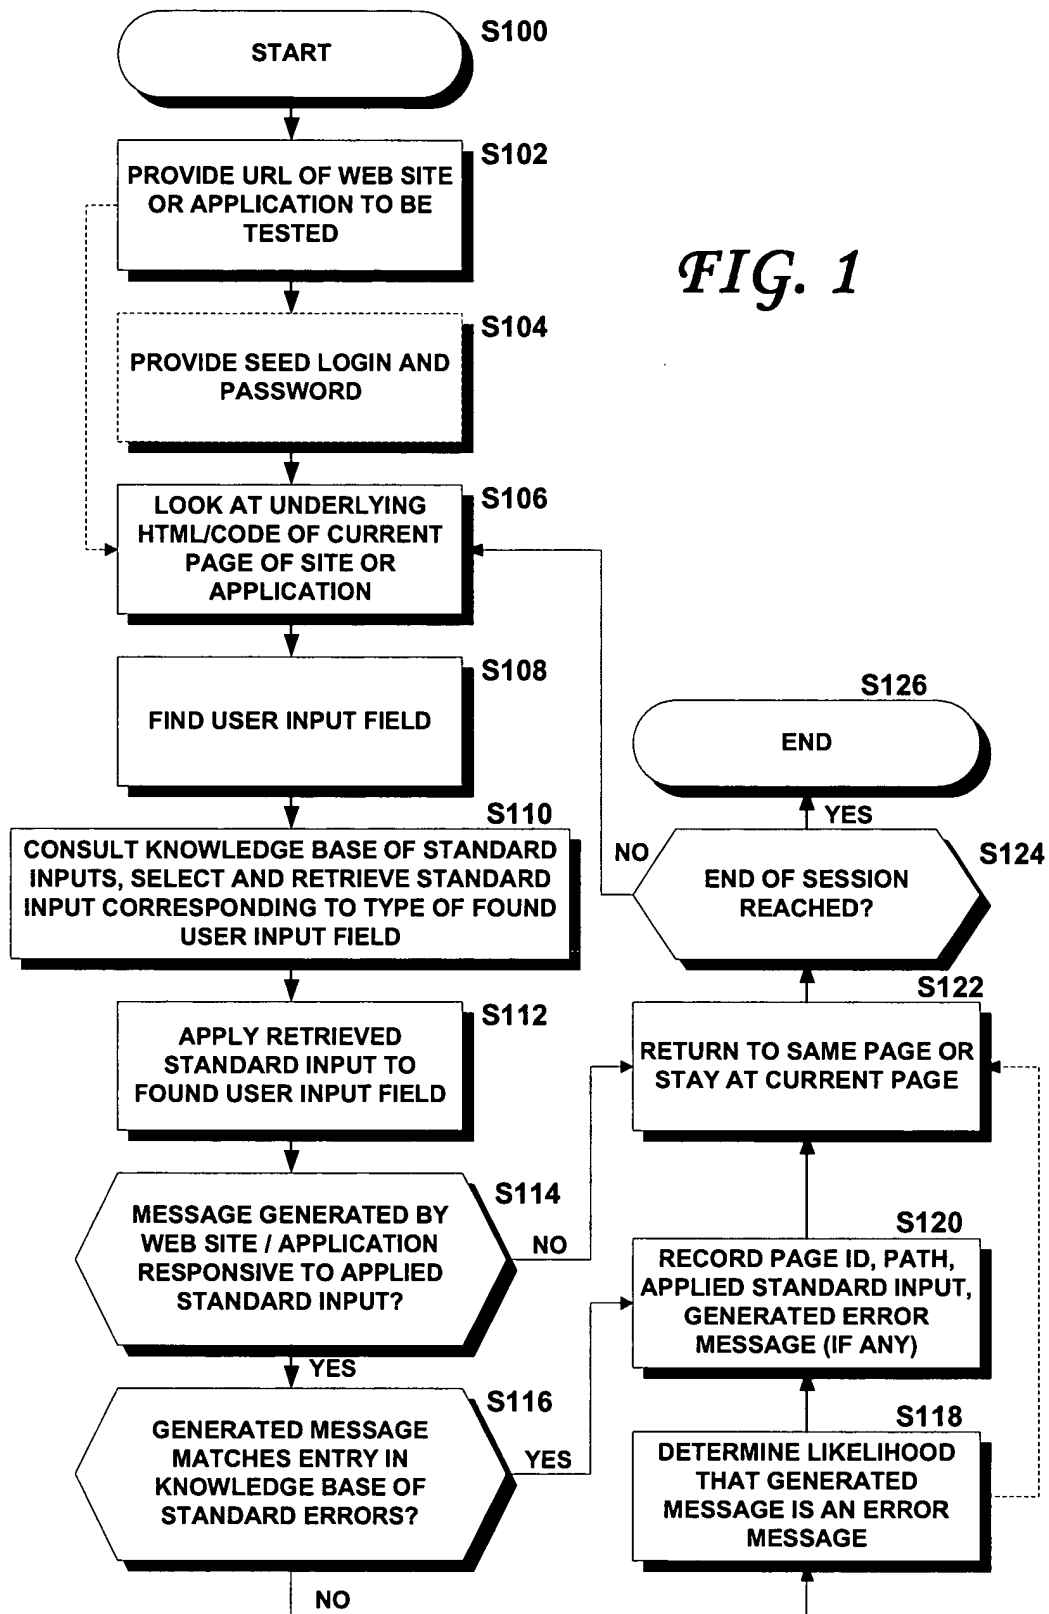 START
S100
PROVIDE URL OF WEB SITE
OR APPLICATION TO BE
TESTED
S102
FIG. 1
PROVIDE SEED LOGIN AND
PASSWORD
S104
LOOK AT UNDERLYING
HTML/CODE OF CURRENT
PAGE OF SITE OR
APPLICATION
S106
FIND USER INPUT FIELD
S108
CONSULT KNOWLEDGE BASE OF STANDARD
INPUTS, SELECT AND RETRIEVE STANDARD
INPUT CORRESPONDING TO TYPE OF FOUND
USER INPUT FIELD
S110
APPLY RETRIEVED
STANDARD INPUT TO
FOUND USER INPUT FIELD
S112
MESSAGE GENERATED BY
WEB SITE / APPLICATION
RESPONSIVE TO APPLIED
STANDARD INPUT?
S114
NO
YES
GENERATED MESSAGE
MATCHES ENTRY IN
KNOWLEDGE BASE OF
STANDARD ERRORS?
S116
YES
NO
DETERMINE LIKELIHOOD
THAT GENERATED
MESSAGE IS AN ERROR
MESSAGE
S118
RECORD PAGE ID, PATH,
APPLIED STANDARD INPUT,
GENERATED ERROR
MESSAGE (IF ANY)
S120
RETURN TO SAME PAGE OR
STAY AT CURRENT PAGE
S122
END OF SESSION
REACHED?
S124
NO
YES
END
S126